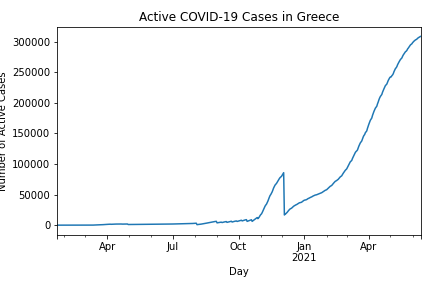 Active COVID-19 Cases in Greece
Number of Active Cases
300000
250000
200000
150000
100000
50000
0
Apr
Jul
Oct
Jan
2021
Apr
Day